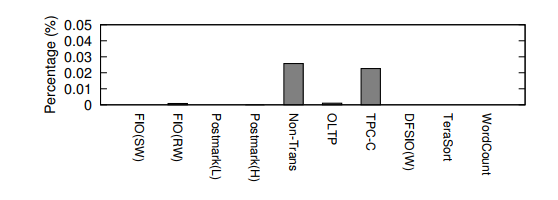 Percentage (%)
0.05
0.04
0.03
0.02
0.01
0
FIO(SW)
FIO(RW)
Postmark(L)
Postmark(H)
Non-Trans
OLTP
TPC-C
DFSIO(W)
TeraSort
WordCount